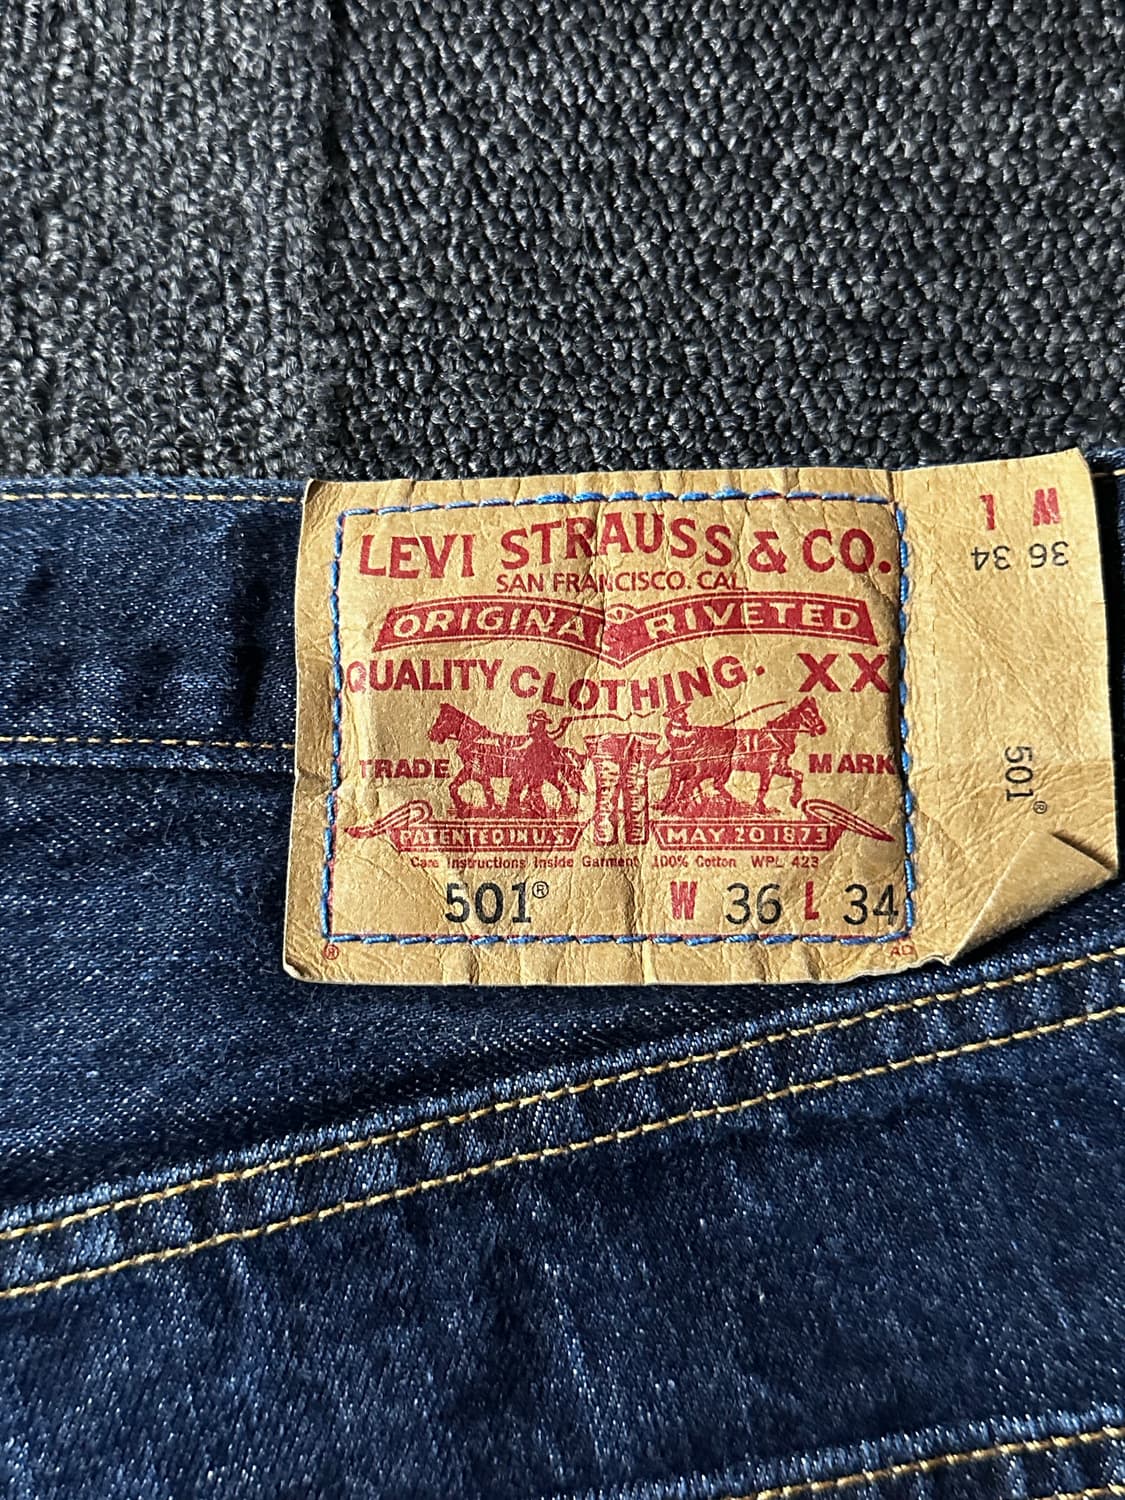 LEVI STRAUSS & CO.
SAN FRANCISCO. CAL
ORIGINAL RIVETED
QUALITY CLOTHING. XX
TRADE MARK
PATENTED IN U.S. MAY 20 1873
Care Instructions Inside Garment 100% Cotton WPL 423
501® W 36 L 34
® AD
W L
36 34
501®